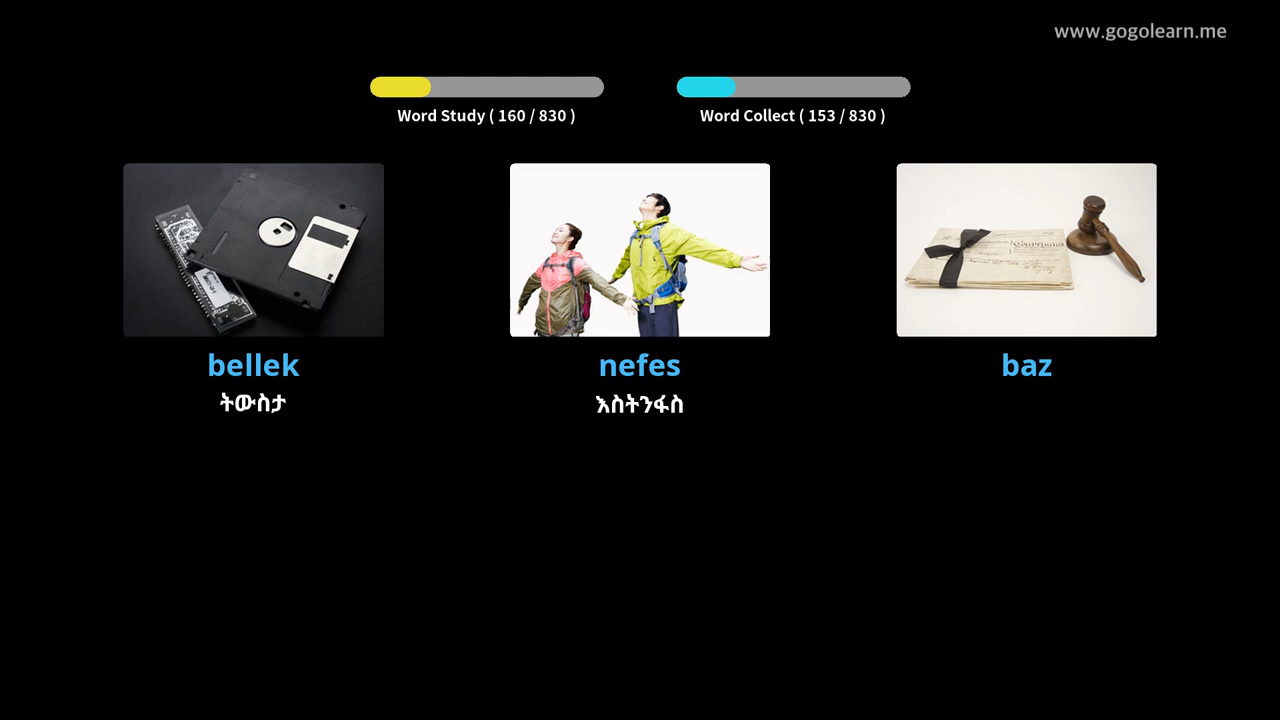 www.gogolearn.me
Word Study ( 160 / 830 )
Word Collect ( 153 / 830 )
bellek
ትውስታ
nefes
እስትንፋስ
baz